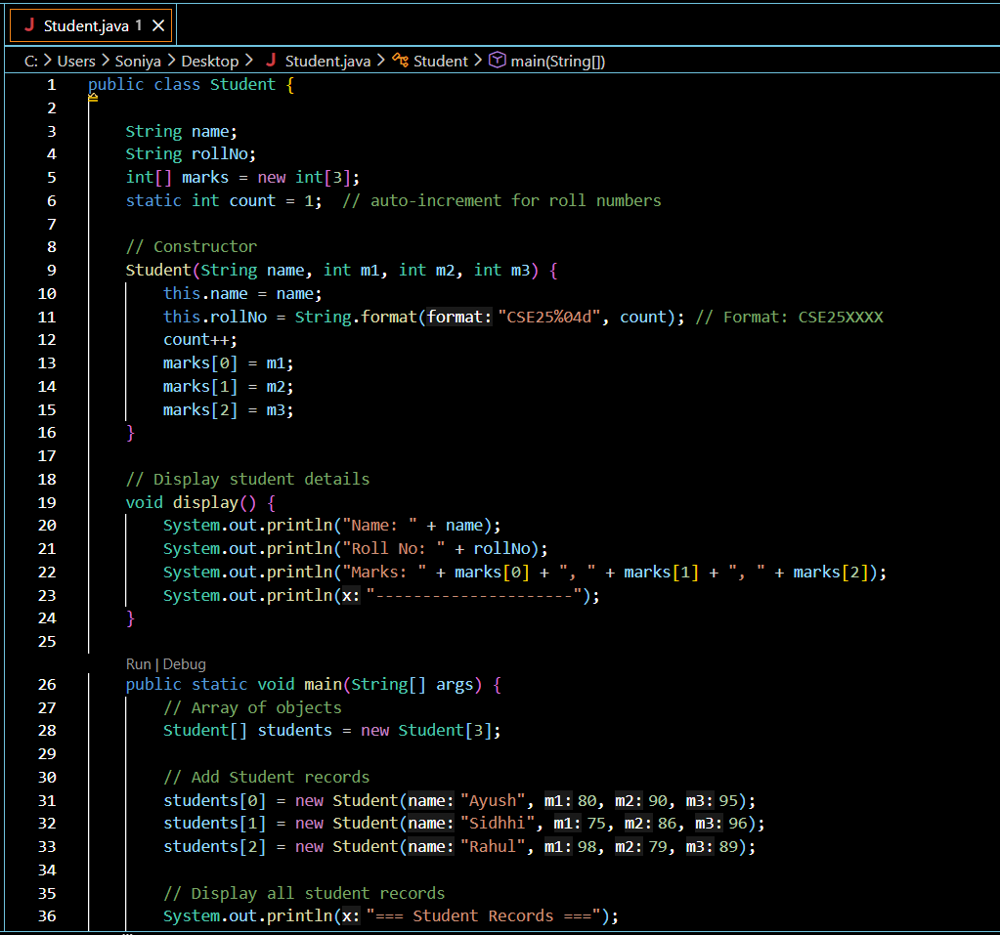 J Student.java 1 ×
C: > Users > Soniya > Desktop > J Student.java > Student > main(String[])
1 public class Student {
2
3 String name;
4 String rollNo;
5 int[] marks = new int[3];
6 static int count = 1; // auto-increment for roll numbers
7
8 // Constructor
9 Student(String name, int m1, int m2, int m3) {
10 this.name = name;
11 this.rollNo = String.format(format: "CSE25%04d", count); // Format: CSE25XXXX
12 count++;
13 marks[0] = m1;
14 marks[1] = m2;
15 marks[2] = m3;
16 }
17
18 // Display student details
19 void display() {
20 System.out.println("Name: " + name);
21 System.out.println("Roll No: " + rollNo);
22 System.out.println("Marks: " + marks[0] + ", " + marks[1] + ", " + marks[2]);
23 System.out.println(x: "----------------------");
24 }
25
Run | Debug
26 public static void main(String[] args) {
27 // Array of objects
28 Student[] students = new Student[3];
29
30 // Add Student records
31 students[0] = new Student(name: "Ayush", m1: 80, m2: 90, m3: 95);
32 students[1] = new Student(name: "Sidhhi", m1: 75, m2: 86, m3: 96);
33 students[2] = new Student(name: "Rahul", m1: 98, m2: 79, m3: 89);
34
35 // Display all student records
36 System.out.println(x: "=== Student Records ===");